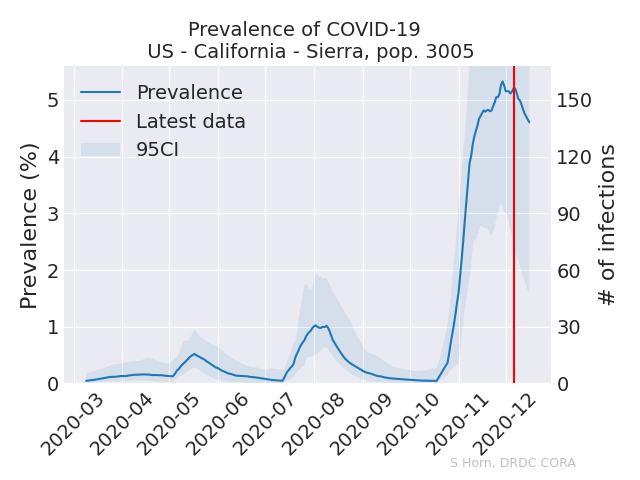 Prevalence of COVID-19
US - California - Sierra, pop. 3005
Prevalence
Latest data
95CI
Prevalence (%)
5
4
3
2
1
0
150
120
90
60
30
0
# of infections
2020-03
2020-04
2020-05
2020-06
2020-07
2020-08
2020-09
2020-10
2020-11
2020-12
S Horn, DRDC CORA